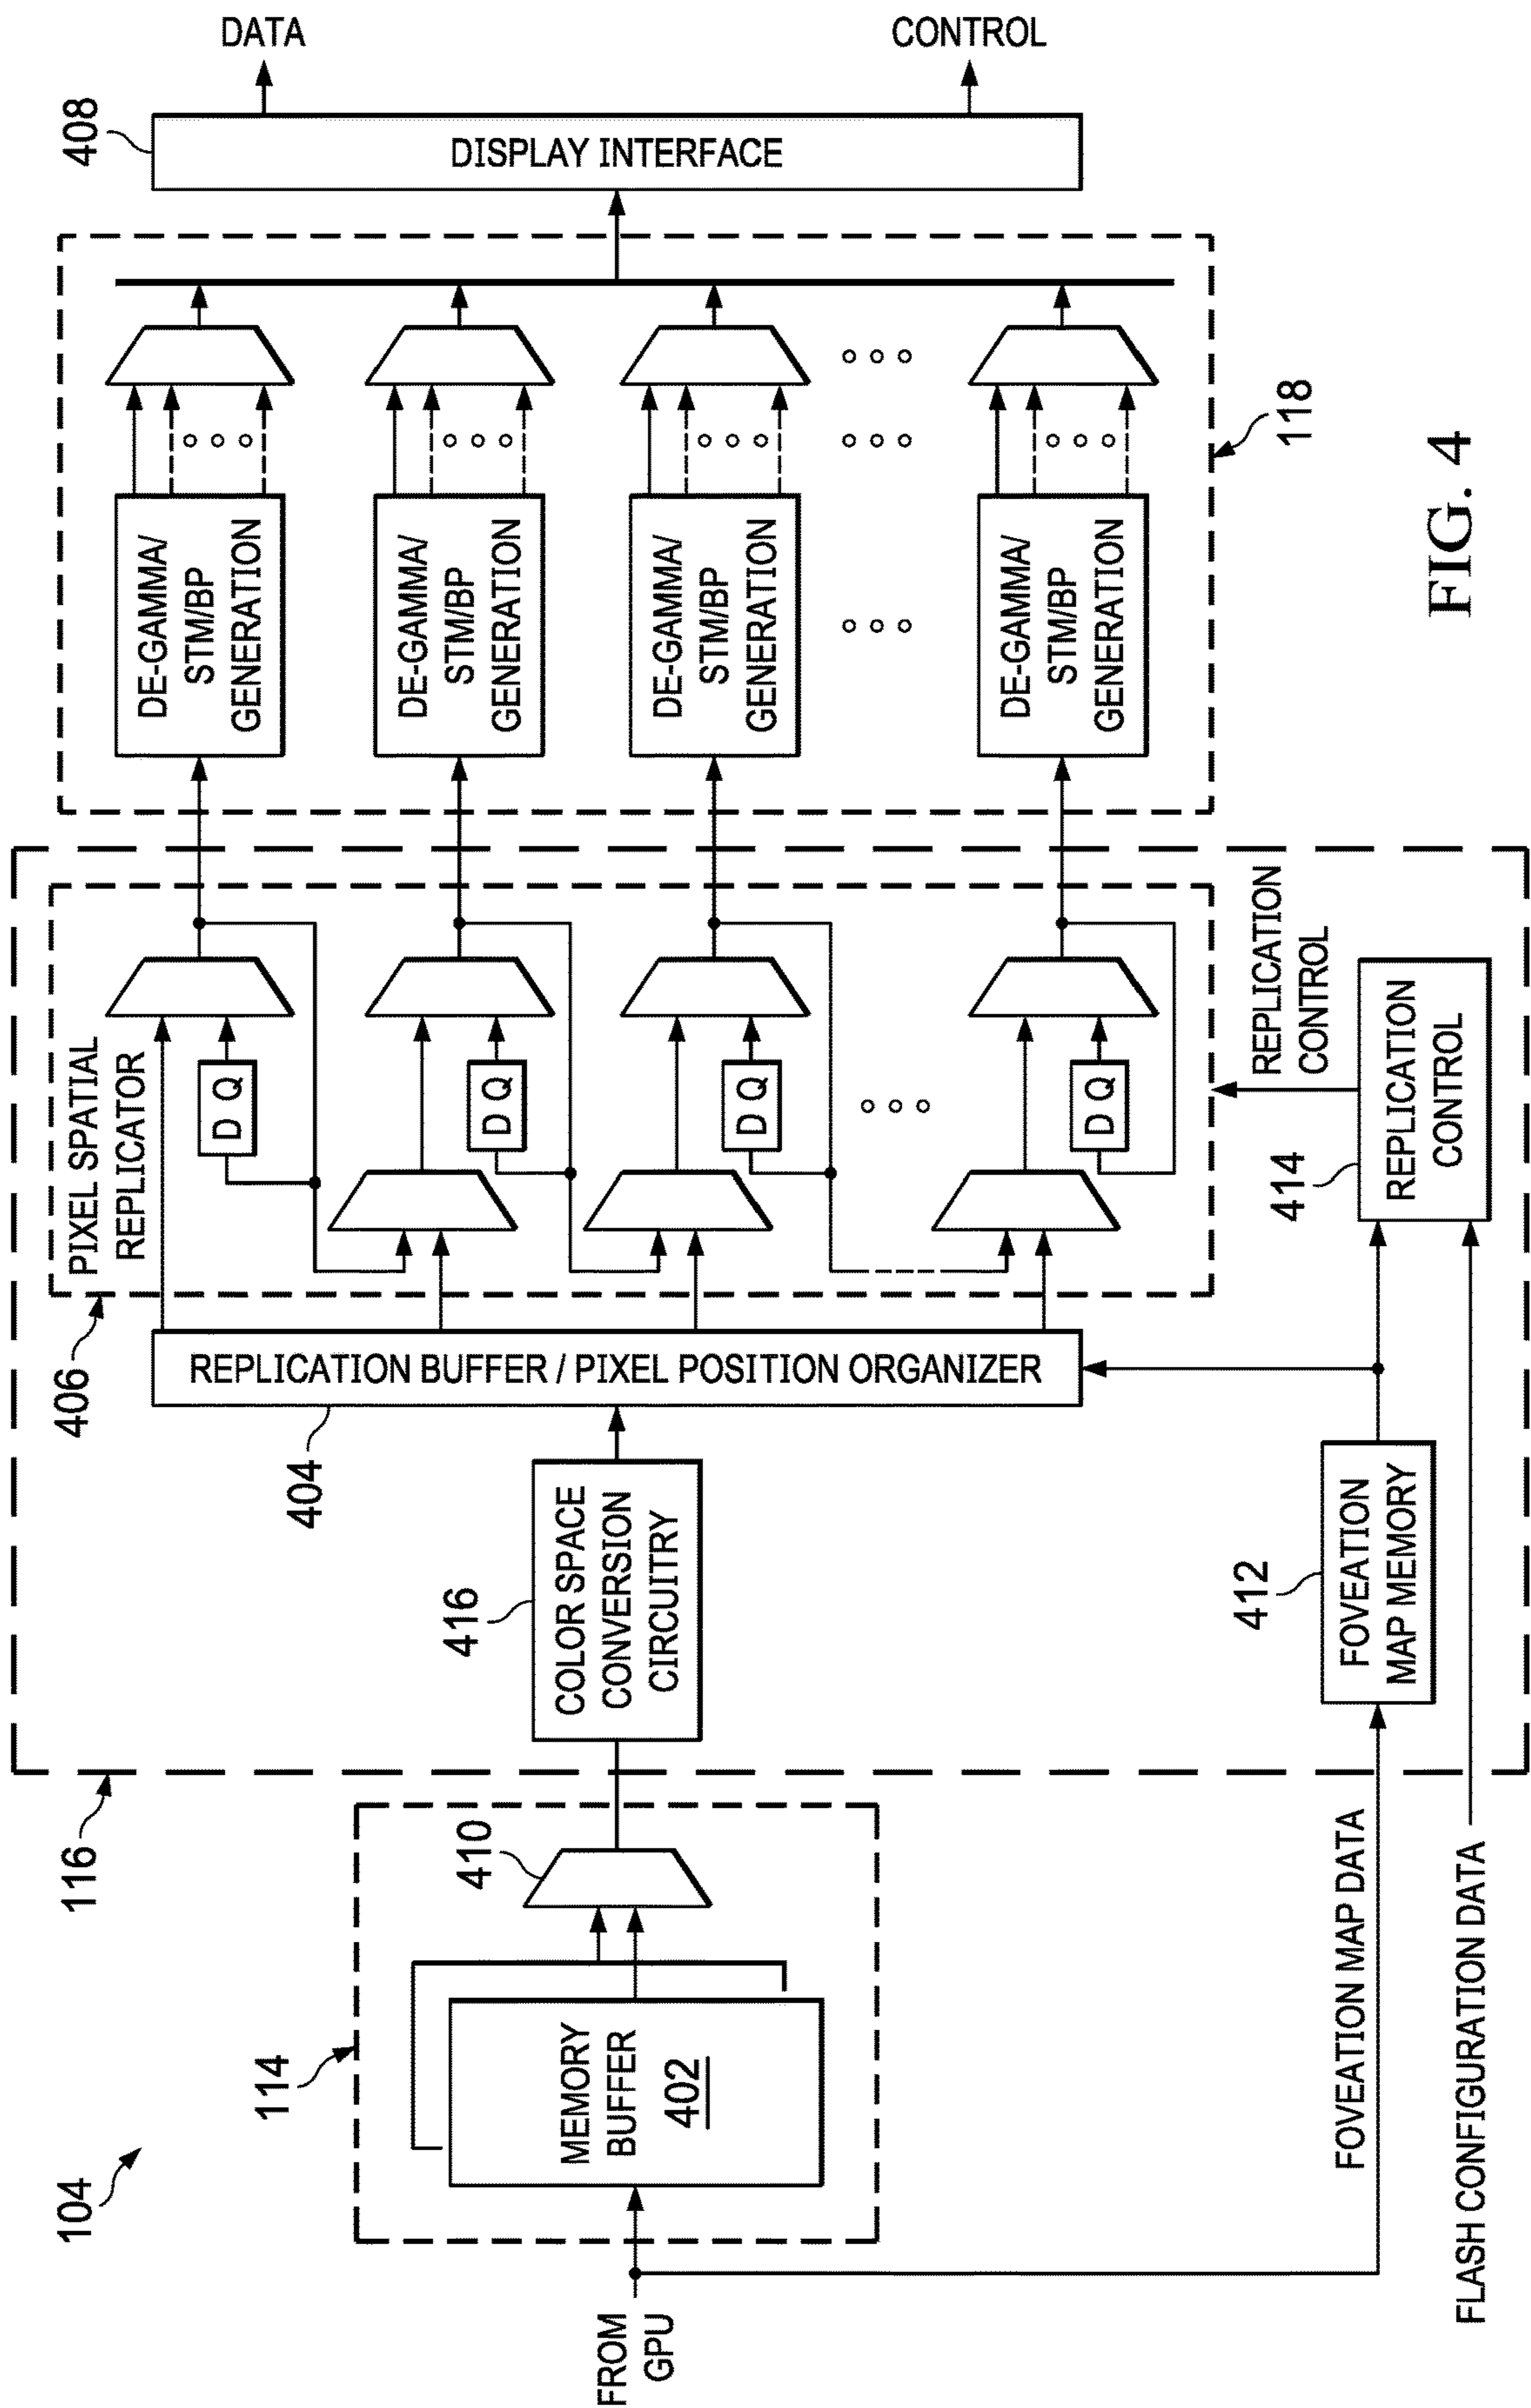 104
FROM
GPU
114
MEMORY
BUFFER
402
410
FOVEATION MAP DATA
FLASH CONFIGURATION DATA
116
416
COLOR SPACE
CONVERSION
CIRCUITRY
412
FOVEATION
MAP MEMORY
404
REPLICATION BUFFER / PIXEL POSITION ORGANIZER
406
PIXEL SPATIAL
REPLICATOR
D Q
D Q
D Q
D Q
414
REPLICATION
CONTROL
REPLICATION
CONTROL
DE-GAMMA/
STM/BP
GENERATION
DE-GAMMA/
STM/BP
GENERATION
DE-GAMMA/
STM/BP
GENERATION
DE-GAMMA/
STM/BP
GENERATION
118
408
DISPLAY INTERFACE
DATA
CONTROL
FIG. 4